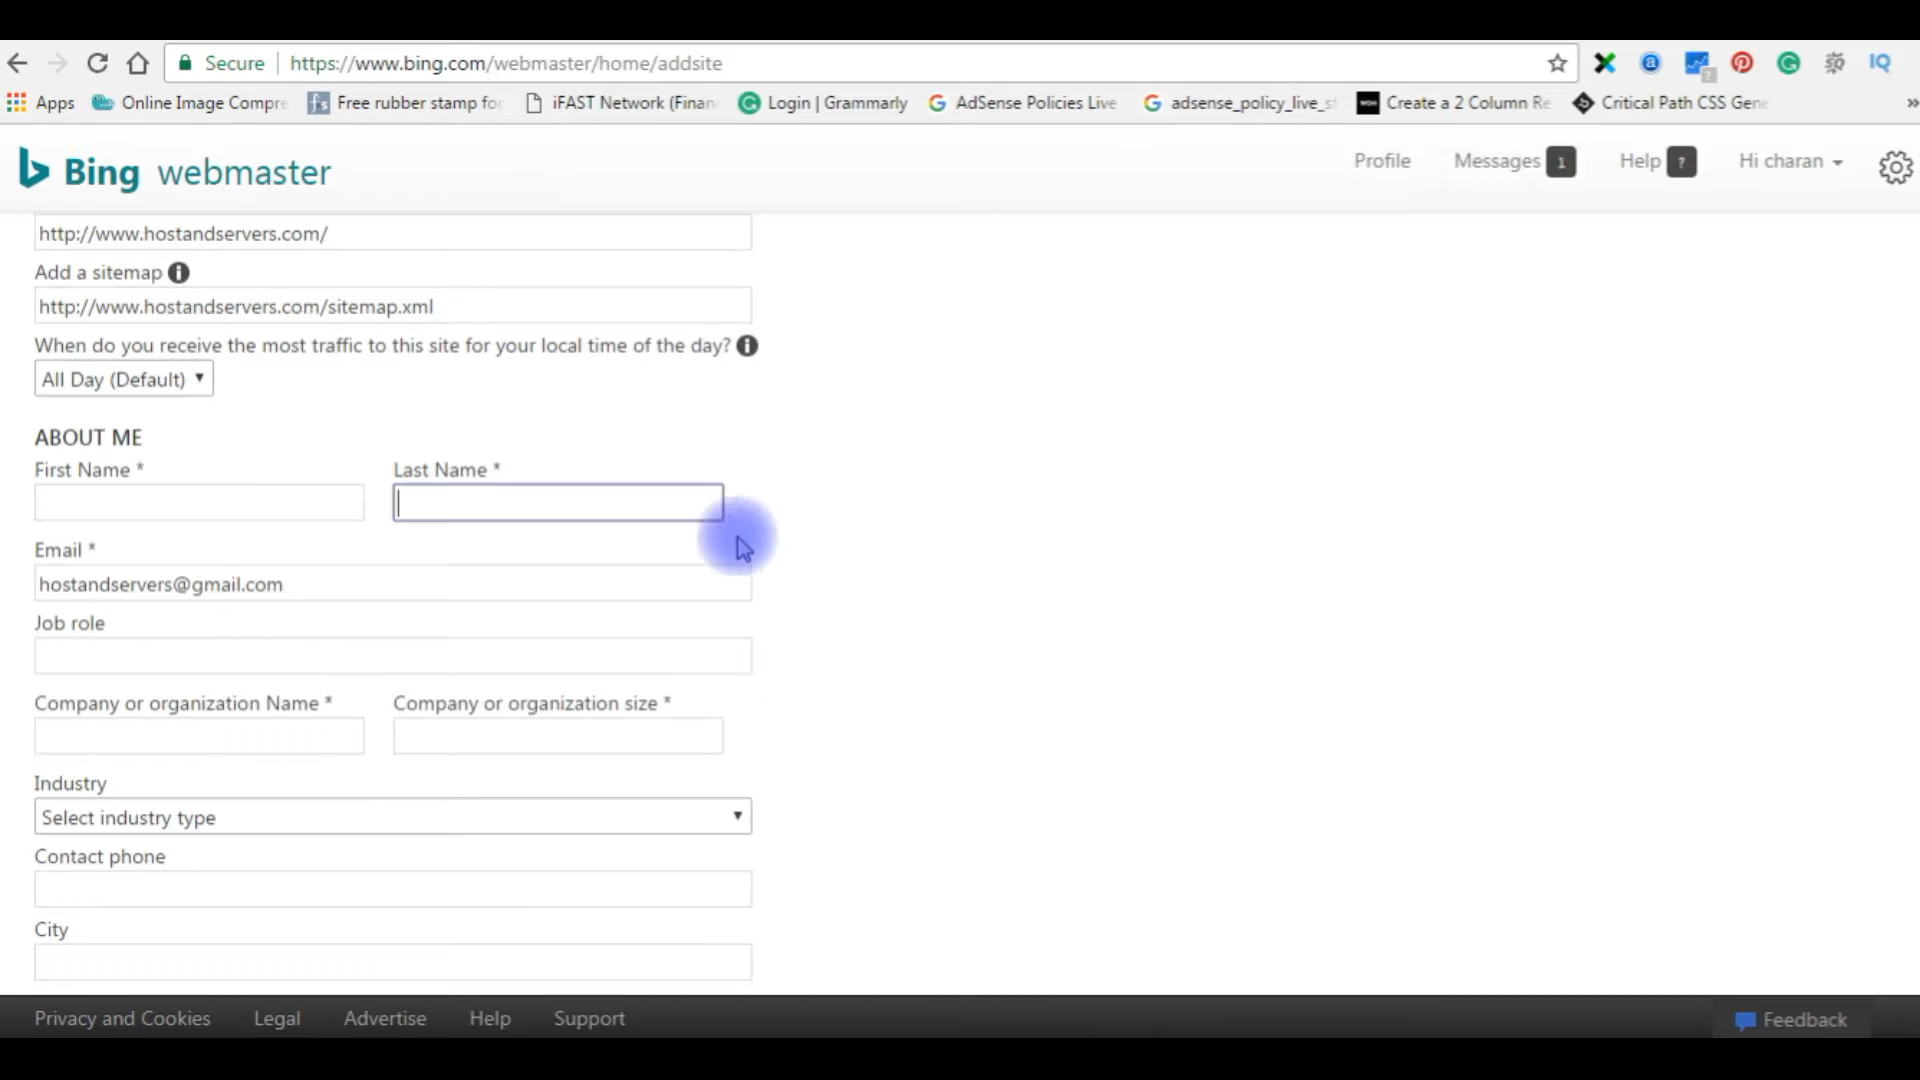 Secure https://www.bing.com/webmaster/home/addsite
Apps Online Image Compre Free rubber stamp fo iFAST Network (Finan Login | Grammarly AdSense Policies Live adsense_policy_live_st Create a 2 Column Re Critical Path CSS Gene »
Bing webmaster Profile Messages 1 Help ? Hi charan
http://www.hostandservers.com/
Add a sitemap
http://www.hostandservers.com/sitemap.xml
When do you receive the most traffic to this site for your local time of the day?
All Day (Default)
ABOUT ME
First Name * Last Name *
Email *
hostandservers@gmail.com
Job role
Company or organization Name * Company or organization size *
Industry
Select industry type
Contact phone
City
Privacy and Cookies Legal Advertise Help Support Feedback